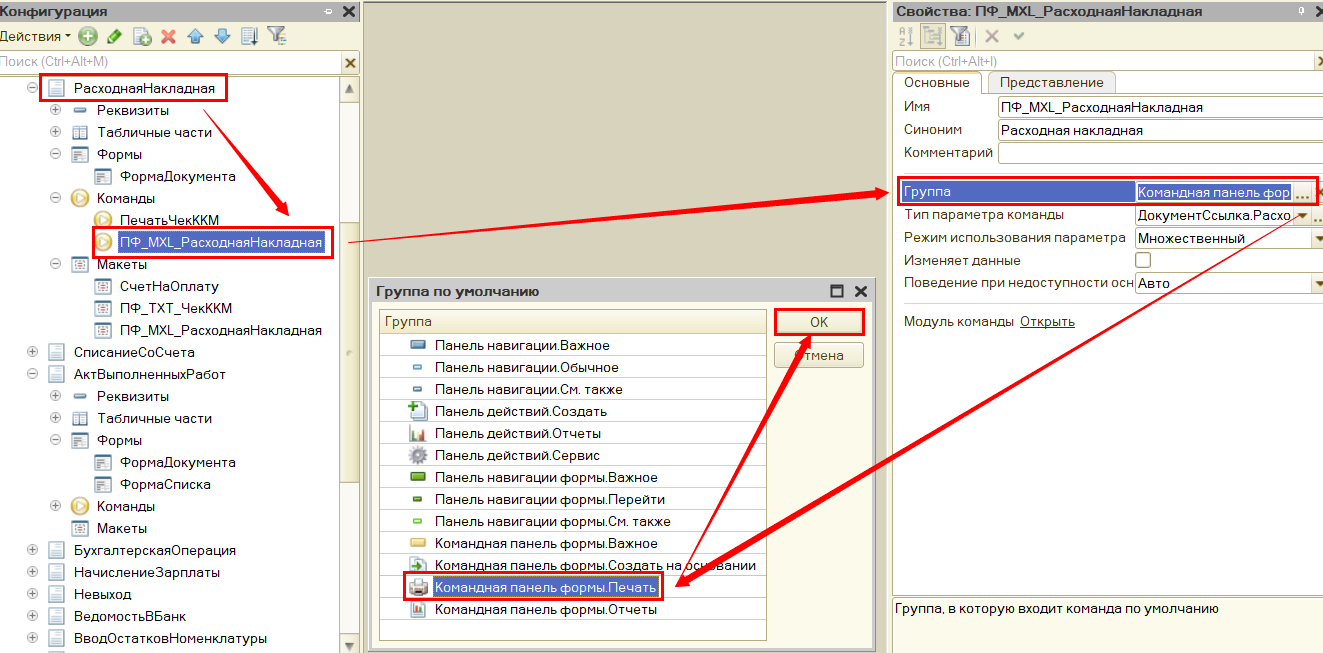 Конфигурация
Действия
Поиск (Ctrl+Alt+M)
РасходнаяНакладная
Реквизиты
Табличные части
Формы
ФормаДокумента
Команды
ПечатьЧекККМ
ПФ_MXL_РасходнаяНакладная
Макеты
СчетНаОплату
ПФ_TXT_ЧекККМ
ПФ_MXL_РасходнаяНакладная
СписаниеСоСчета
АктВыполненныхРабот
Реквизиты
Табличные части
Формы
ФормаДокумента
ФормаСписка
Команды
Макеты
БухгалтерскаяОперация
НачислениеЗарплаты
Невыход
ВедомостьВБанк
ВводОстатковНоменклатуры
Группа по умолчанию
Группа
Панель навигации.Важное
Панель навигации.Обычное
Панель навигации.См. также
Панель действий.Создать
Панель действий.Отчеты
Панель действий.Сервис
Панель навигации формы.Важное
Панель навигации формы.Перейти
Панель навигации формы.См. также
Командная панель формы.Важное
Командная панель формы.Создать на основании
Командная панель формы.Печать
Командная панель формы.Отчеты
OK
Отмена
Свойства: ПФ_MXL_РасходнаяНакладная
Поиск (Ctrl+Alt+I)
Основные Представление
Имя ПФ_MXL_РасходнаяНакладная
Синоним Расходная накладная
Комментарий
Группа Командная панель фор ...
Тип параметра команды ДокументСсылка.Расхо ...
Режим использования параметра Множественный
Изменяет данные
Поведение при недоступности осн Авто
Модуль команды Открыть
Группа, в которую входит команда по умолчанию